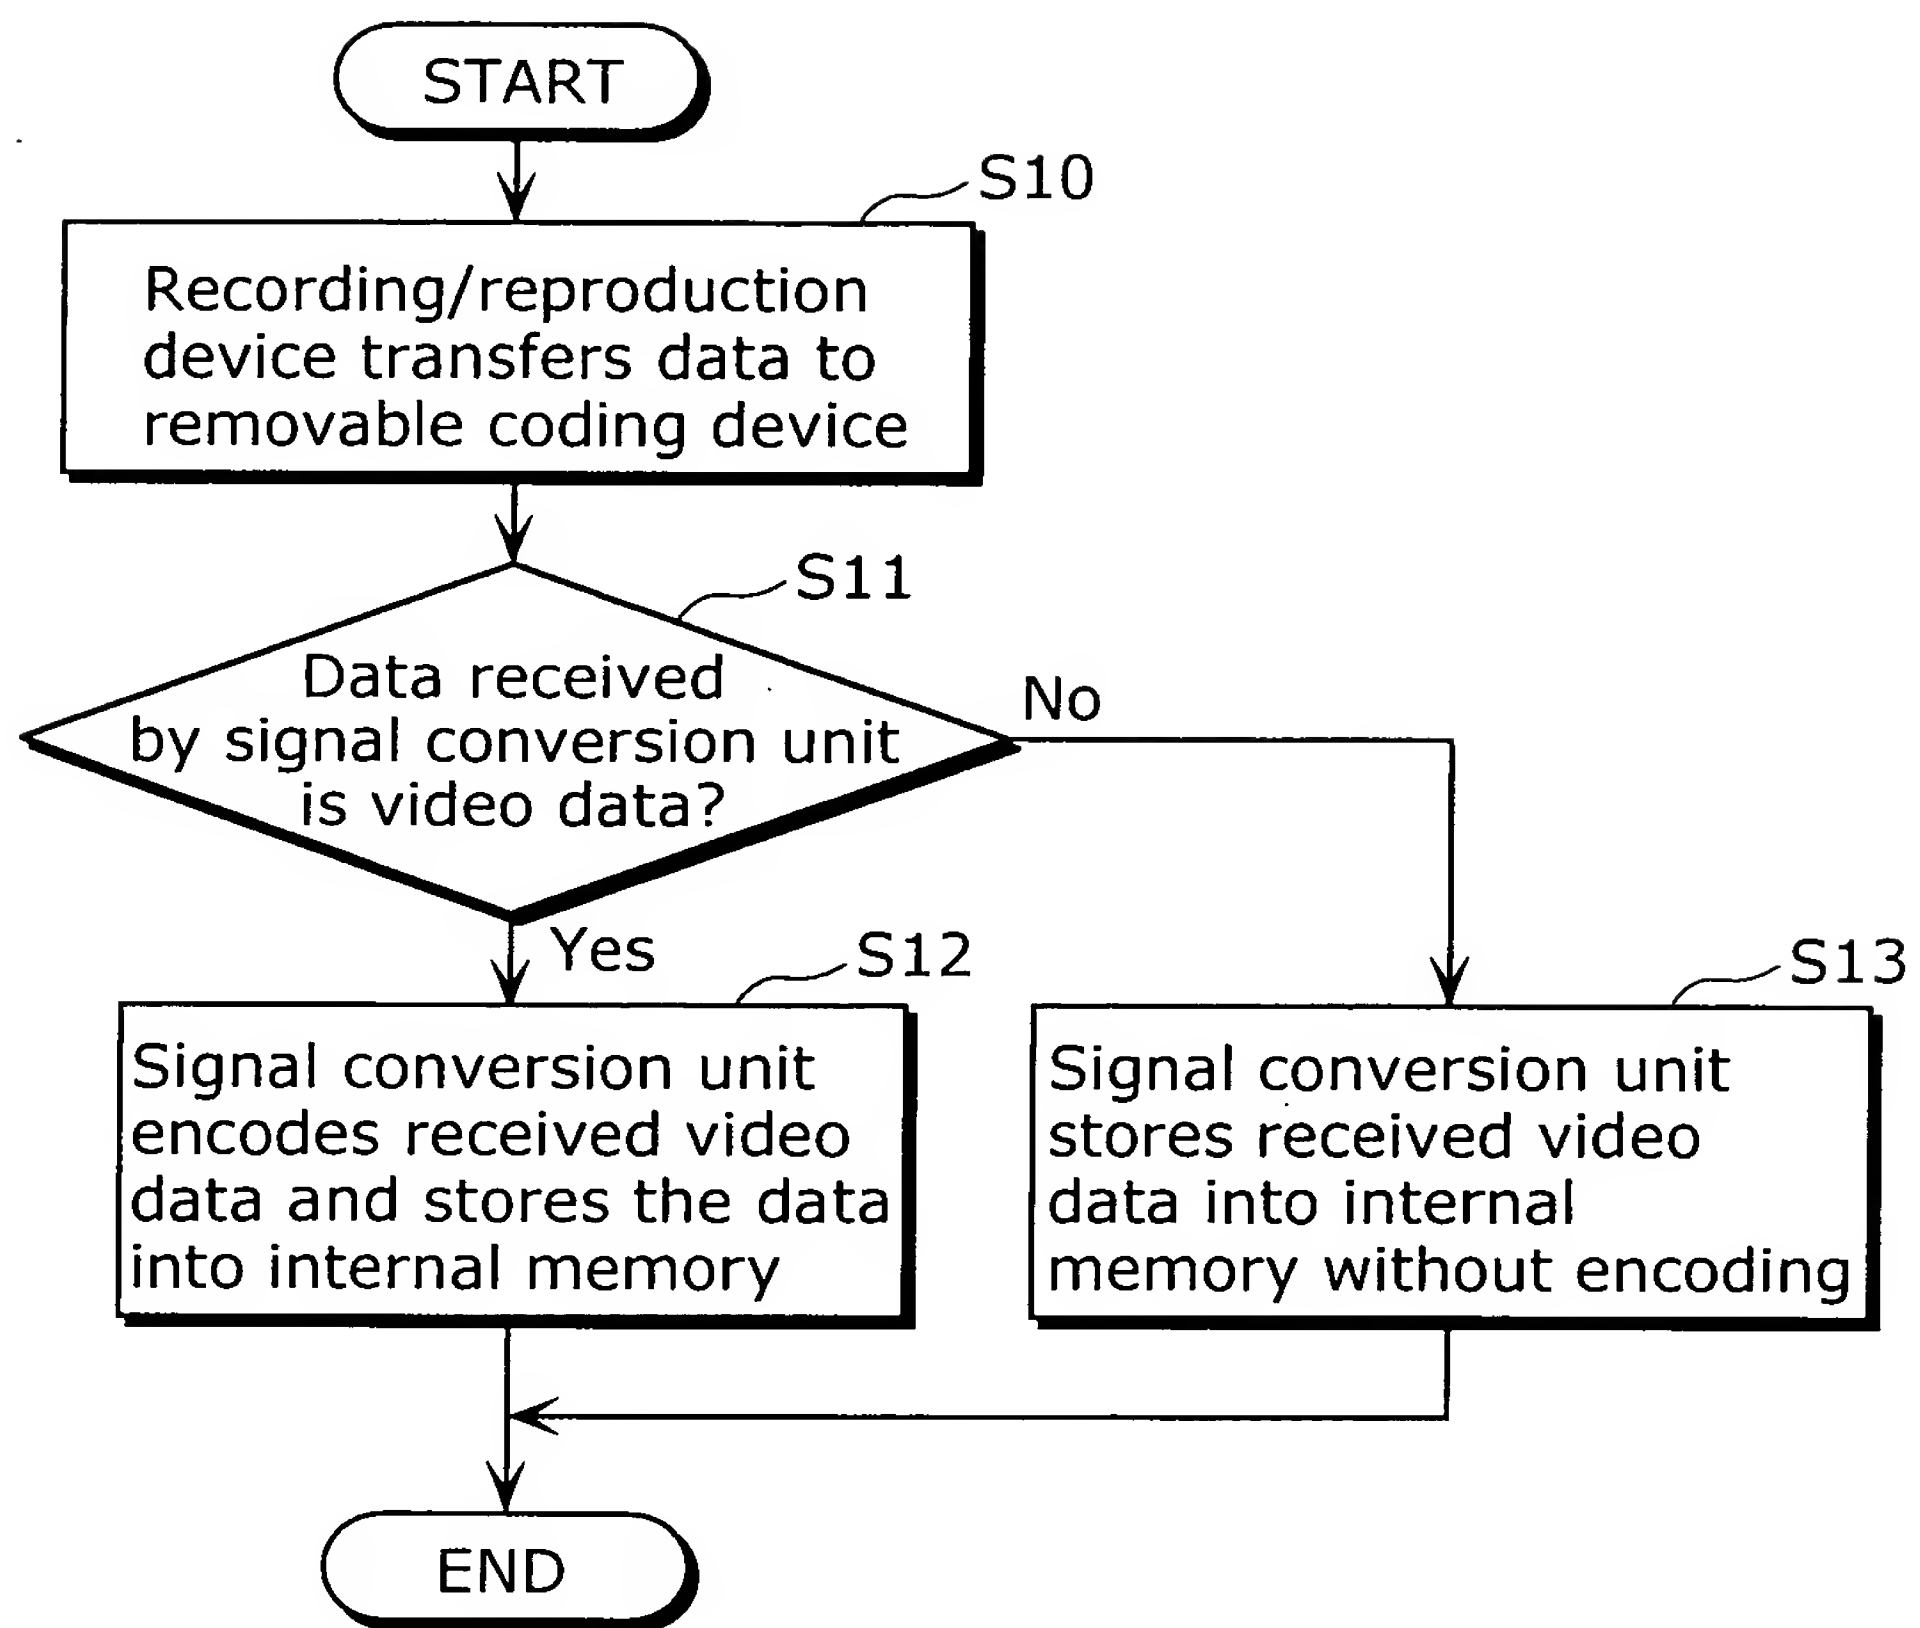 START
S10
Recording/reproduction
device transfers data to
removable coding device
S11
Data received
by signal conversion unit
is video data?
No
Yes
S12
Signal conversion unit
encodes received video
data and stores the data
into internal memory
S13
Signal conversion unit
stores received video
data into internal
memory without encoding
END